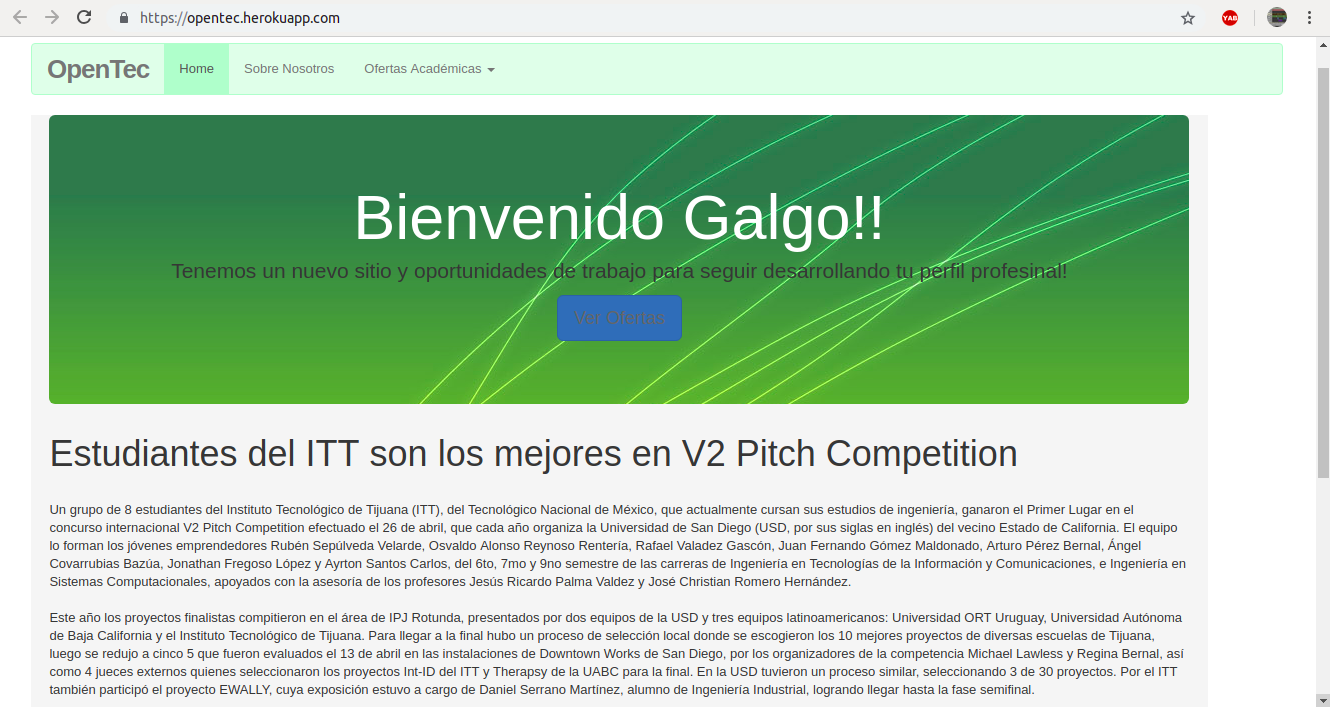 https://opentec.herokuapp.com
YAB
OpenTec Home Sobre Nosotros Ofertas Académicas
Bienvenido Galgo!!
Tenemos un nuevo sitio y oportunidades de trabajo para seguir desarrollando tu perfil profesinal!
Ver Ofertas
Estudiantes del ITT son los mejores en V2 Pitch Competition
Un grupo de 8 estudiantes del Instituto Tecnológico de Tijuana (ITT), del Tecnológico Nacional de México, que actualmente cursan sus estudios de ingeniería, ganaron el Primer Lugar en el
concurso internacional V2 Pitch Competition efectuado el 26 de abril, que cada año organiza la Universidad de San Diego (USD, por sus siglas en inglés) del vecino Estado de California. El equipo
lo forman los jóvenes emprendedores Rubén Sepúlveda Velarde, Osvaldo Alonso Reynoso Rentería, Rafael Valadez Gascón, Juan Fernando Gómez Maldonado, Arturo Pérez Bernal, Ángel
Covarrubias Bazúa, Jonathan Fregoso López y Ayrton Santos Carlos, del 6to, 7mo y 9no semestre de las carreras de Ingeniería en Tecnologías de la Información y Comunicaciones, e Ingeniería en
Sistemas Computacionales, apoyados con la asesoría de los profesores Jesús Ricardo Palma Valdez y José Christian Romero Hernández.
Este año los proyectos finalistas compitieron en el área de IPJ Rotunda, presentados por dos equipos de la USD y tres equipos latinoamericanos: Universidad ORT Uruguay, Universidad Autónoma
de Baja California y el Instituto Tecnológico de Tijuana. Para llegar a la final hubo un proceso de selección local donde se escogieron los 10 mejores proyectos de diversas escuelas de Tijuana,
luego se redujo a cinco 5 que fueron evaluados el 13 de abril en las instalaciones de Downtown Works de San Diego, por los organizadores de la competencia Michael Lawless y Regina Bernal, así
como 4 jueces externos quienes seleccionaron los proyectos Int-ID del ITT y Therapsy de la UABC para la final. En la USD tuvieron un proceso similar, seleccionando 3 de 30 proyectos. Por el ITT
también participó el proyecto EWALLY, cuya exposición estuvo a cargo de Daniel Serrano Martínez, alumno de Ingeniería Industrial, logrando llegar hasta la fase semifinal.